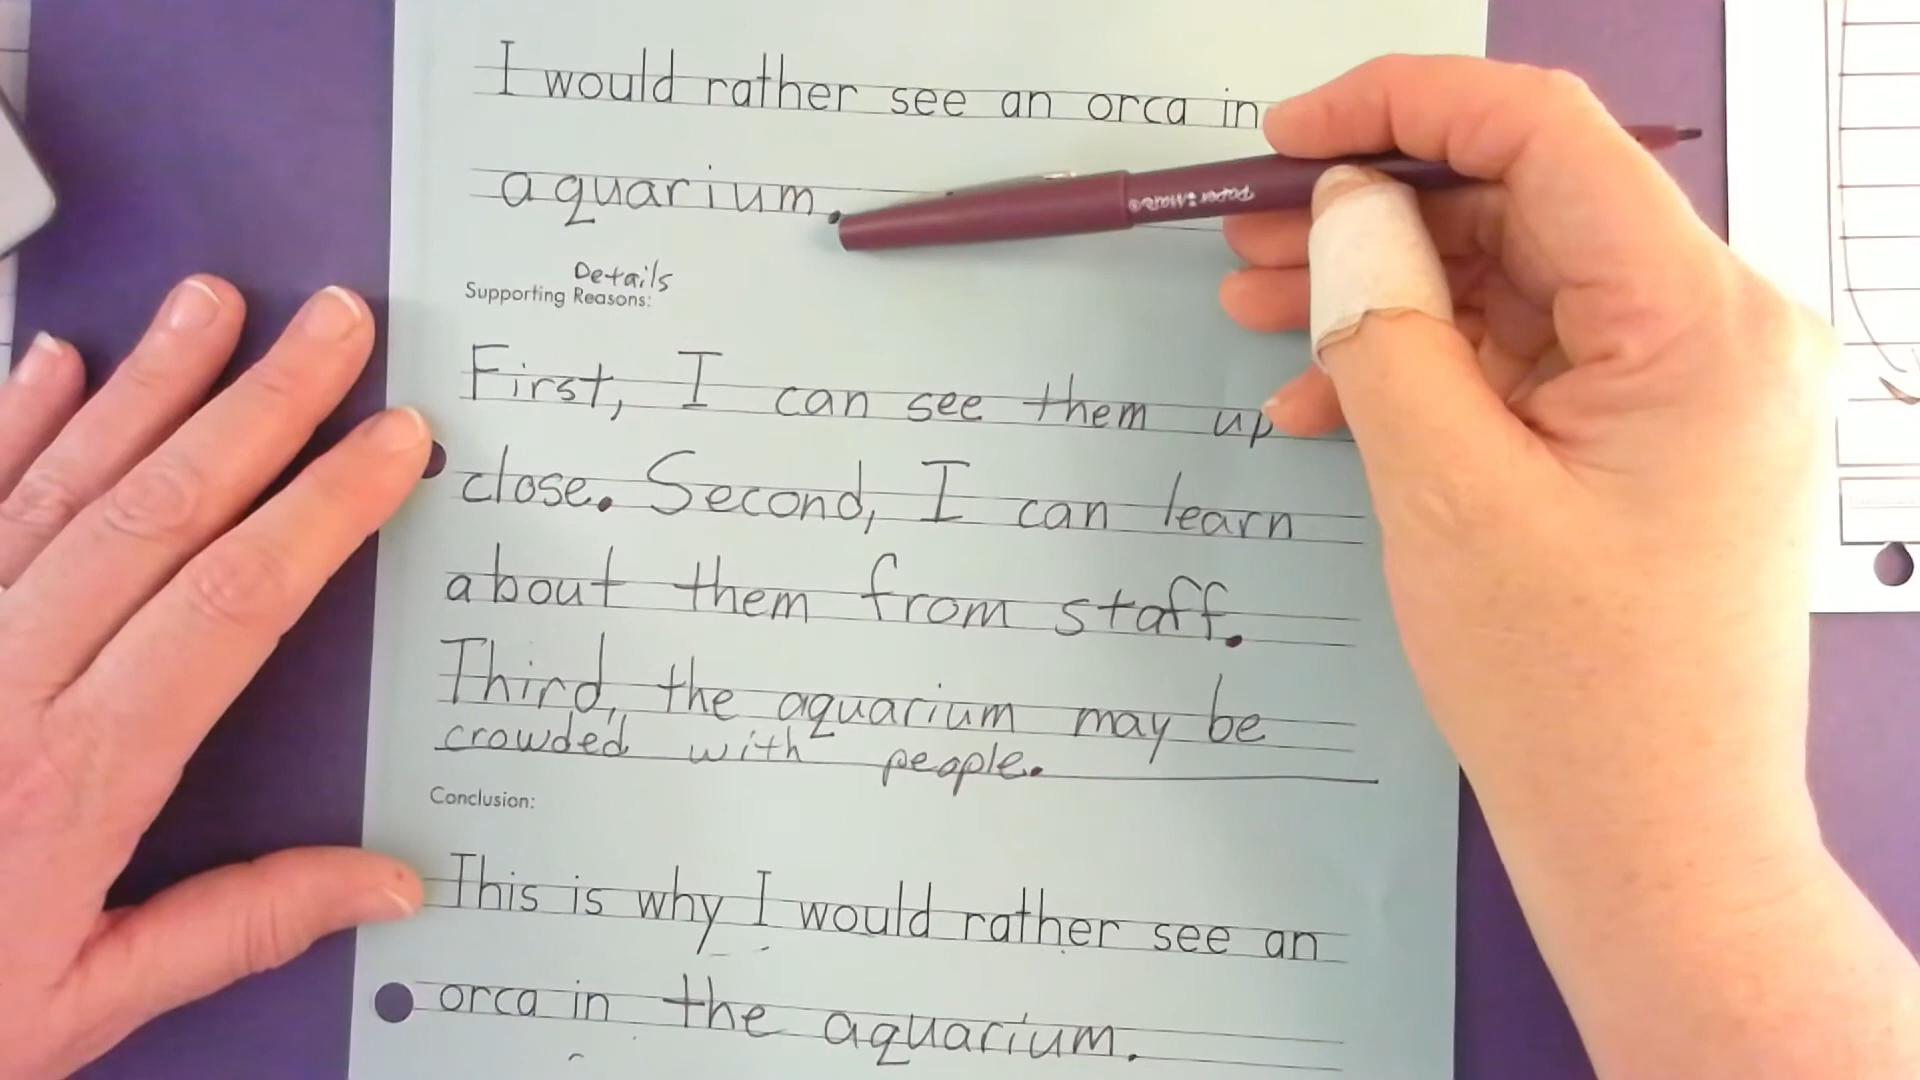 I would rather see an orca in
aquarium.
Paper:Mate®
Details
Supporting Reasons:
First, I can see them up
close. Second, I can learn
about them from staff.
Third, the aquarium may be
crowded with people.
Conclusion:
This is why I would rather see an
orca in the aquarium.